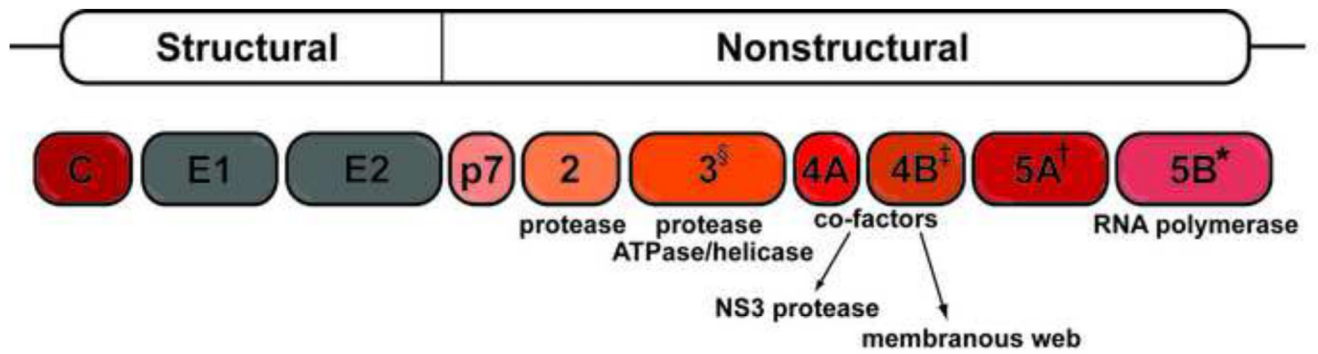 Structural Nonstructural
C E1 E2 p7 2 3§ 4A 4B‡ 5A† 5B*
protease protease co-factors RNA polymerase
ATPase/helicase
NS3 protease
membranous web